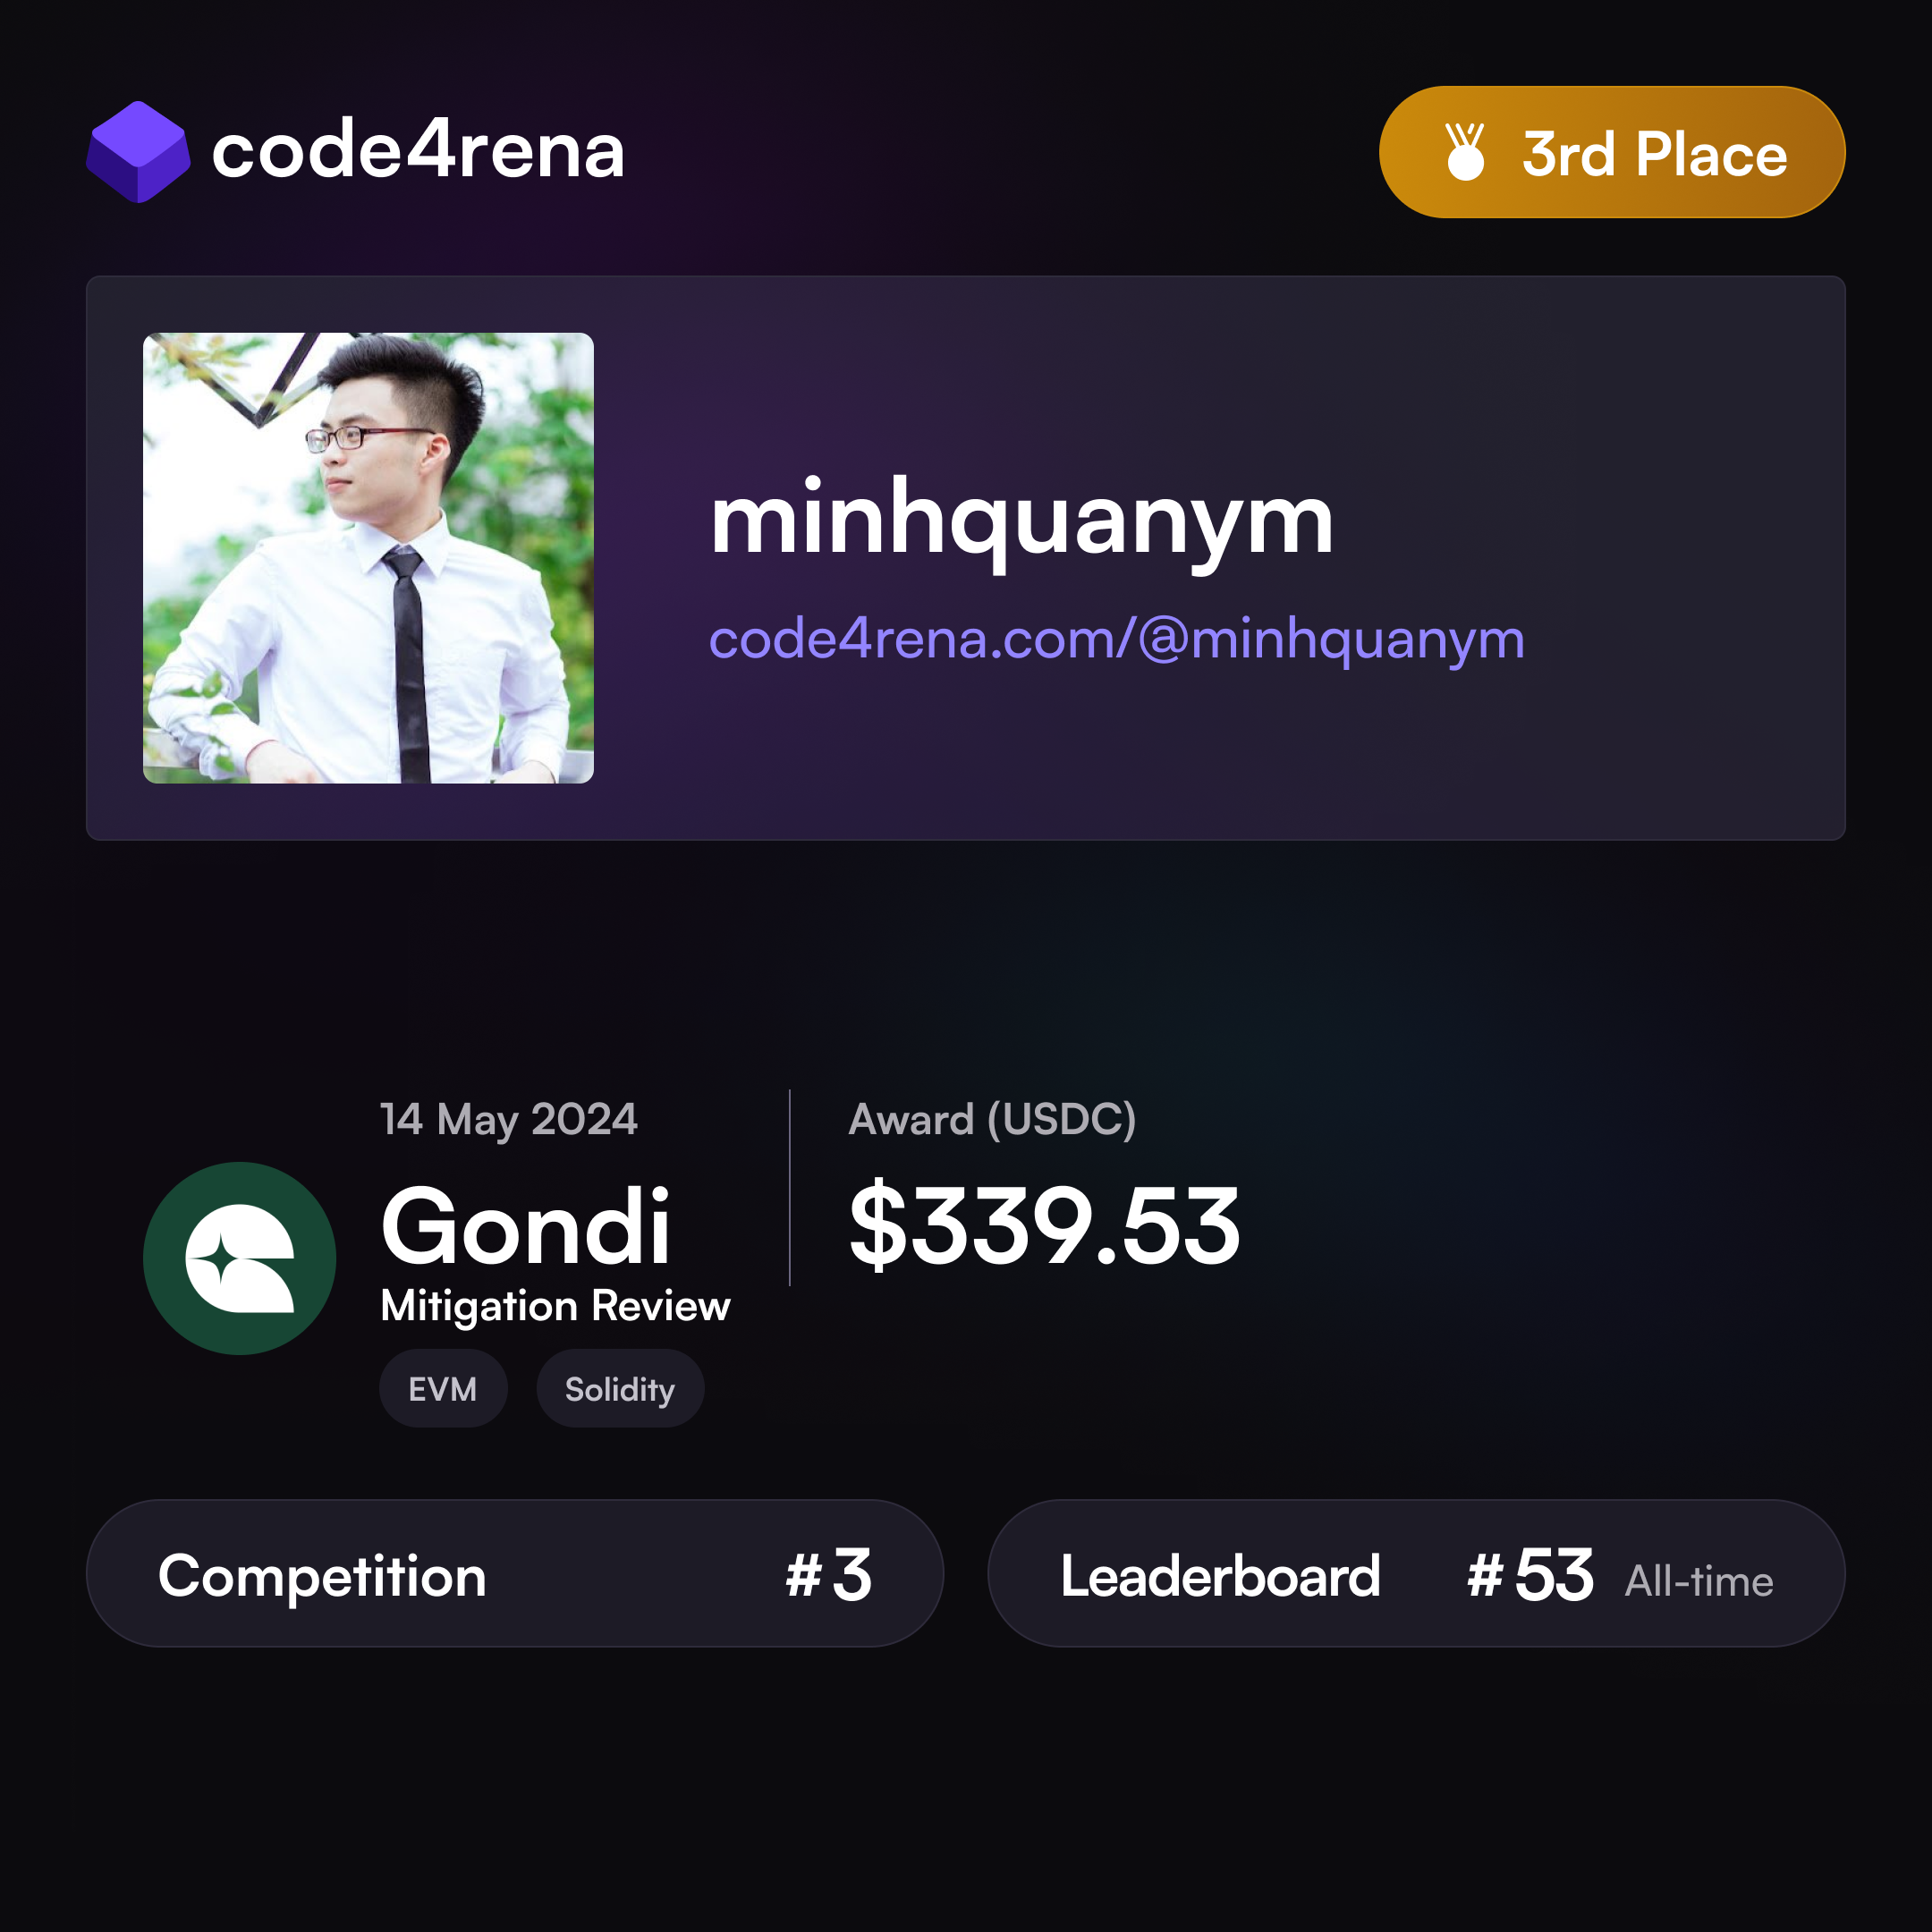 code4rena
3rd Place
minhquanym
code4rena.com/@minhquanym
14 May 2024
Gondi
Mitigation Review
EVM
Solidity
Award (USDC)
$339.53
Competition
#3
Leaderboard
#53 All-time